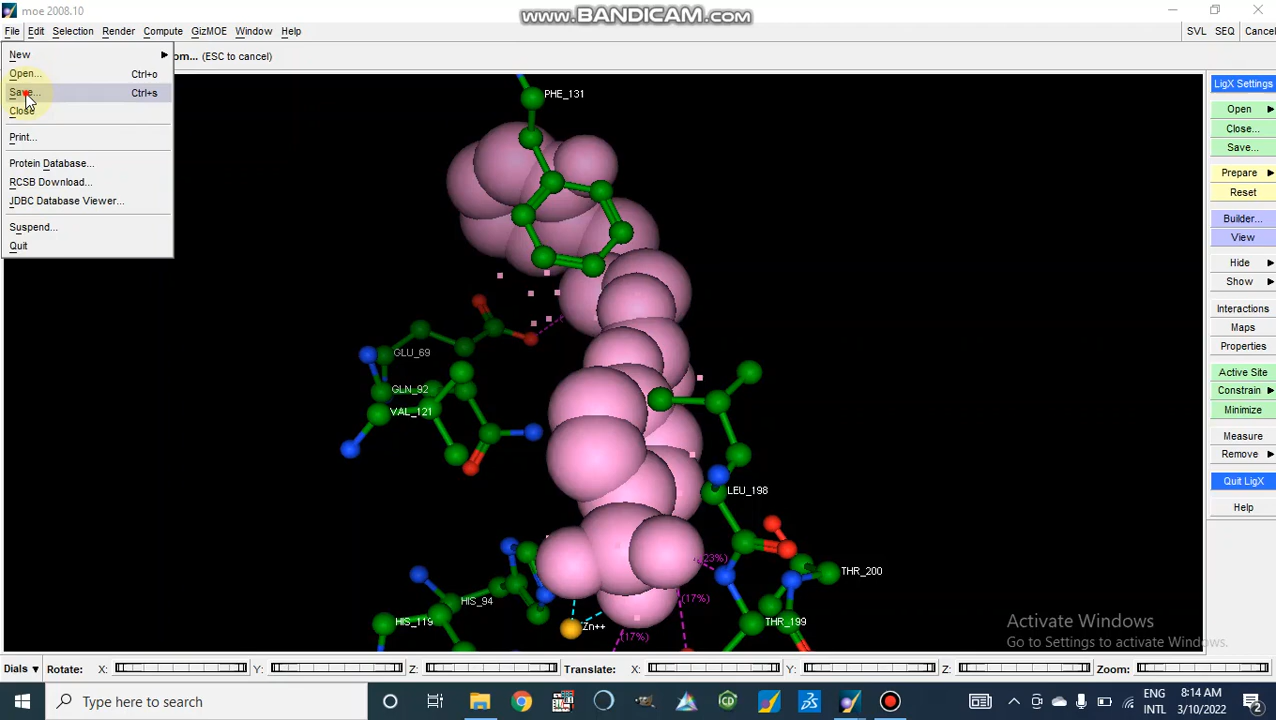 moe 2008.10
www.BANDICAM.com
File Edit Selection Render Compute GizMOE Window Help
SVL SEQ Cancel
om... (ESC to cancel)
New
Open... Ctrl+o
Save... Ctrl+s
Close
Print...
Protein Database...
RCSB Download...
JDBC Database Viewer...
Suspend...
Quit
LigX Settings
Open
Close...
Save...
Prepare
Reset
Builder...
View
Hide
Show
Interactions
Maps
Properties
Active Site
Constrain
Minimize
Measure
Remove
Quit LigX
Help
PHE_131
GLU_69
GLN_92
VAL_121
LEU_198
(23%)
THR_200
HIS_94
(17%)
HIS_119
Zn++
THR_199
(17%)
Activate Windows
Go to Settings to activate Windows.
Dials Rotate: X: Y: Z: Translate: X: Y: Z: Zoom:
Type here to search
ENG
INTL
8:14 AM
3/10/2022
2